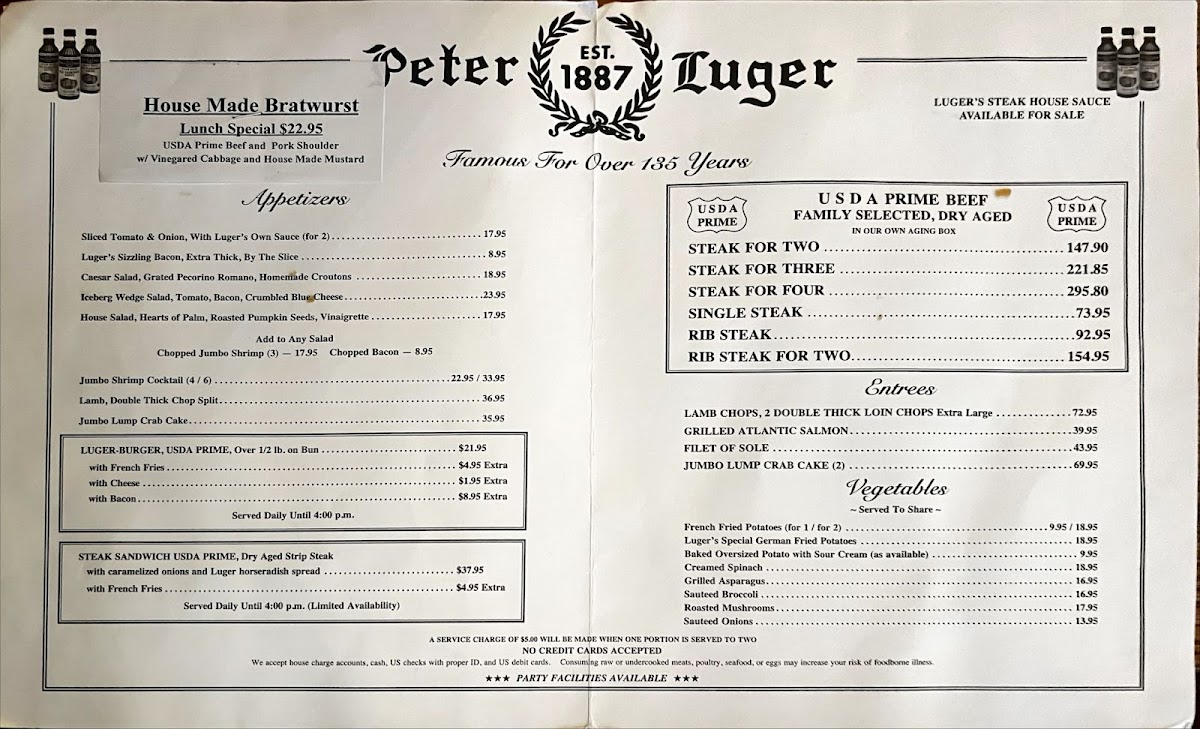 Peter Luger
EST.
1887
Famous For Over 135 Years
House Made Bratwurst
Lunch Special $22.95
USDA Prime Beef and Pork Shoulder
w/ Vinegared Cabbage and House Made Mustard
LUGER'S STEAK HOUSE SAUCE
AVAILABLE FOR SALE
Appetizers
Sliced Tomato & Onion, With Luger's Own Sauce (for 2) 17.95
Luger's Sizzling Bacon, Extra Thick, By The Slice 8.95
Caesar Salad, Grated Pecorino Romano, Homemade Croutons 18.95
Iceberg Wedge Salad, Tomato, Bacon, Crumbled Blue Cheese 23.95
House Salad, Hearts of Palm, Roasted Pumpkin Seeds, Vinaigrette 17.95
Add to Any Salad
Chopped Jumbo Shrimp (3) — 17.95 Chopped Bacon — 8.95
Jumbo Shrimp Cocktail (4 / 6) 22.95 / 33.95
Lamb, Double Thick Chop Split 36.95
Jumbo Lump Crab Cake 35.95
LUGER-BURGER, USDA PRIME, Over 1/2 lb. on Bun $21.95
with French Fries $4.95 Extra
with Cheese $1.95 Extra
with Bacon $8.95 Extra
Served Daily Until 4:00 p.m.
STEAK SANDWICH USDA PRIME, Dry Aged Strip Steak
with caramelized onions and Luger horseradish spread $37.95
with French Fries $4.95 Extra
Served Daily Until 4:00 p.m. (Limited Availability)
USDA
PRIME
U S D A PRIME BEEF
FAMILY SELECTED, DRY AGED
IN OUR OWN AGING BOX
USDA
PRIME
STEAK FOR TWO 147.90
STEAK FOR THREE 221.85
STEAK FOR FOUR 295.80
SINGLE STEAK 73.95
RIB STEAK 92.95
RIB STEAK FOR TWO 154.95
Entrees
LAMB CHOPS, 2 DOUBLE THICK LOIN CHOPS Extra Large 72.95
GRILLED ATLANTIC SALMON 39.95
FILET OF SOLE 43.95
JUMBO LUMP CRAB CAKE (2) 69.95
Vegetables
~ Served To Share ~
French Fried Potatoes (for 1 / for 2) 9.95 / 18.95
Luger's Special German Fried Potatoes 18.95
Baked Oversized Potato with Sour Cream (as available) 9.95
Creamed Spinach 18.95
Grilled Asparagus 16.95
Sauteed Broccoli 16.95
Roasted Mushrooms 17.95
Sauteed Onions 13.95
A SERVICE CHARGE OF $5.00 WILL BE MADE WHEN ONE PORTION IS SERVED TO TWO
NO CREDIT CARDS ACCEPTED
We accept house charge accounts, cash, US checks with proper ID, and US debit cards. Consuming raw or undercooked meats, poultry, seafood, or eggs may increase your risk of foodborne illness.
★★★ PARTY FACILITIES AVAILABLE ★★★